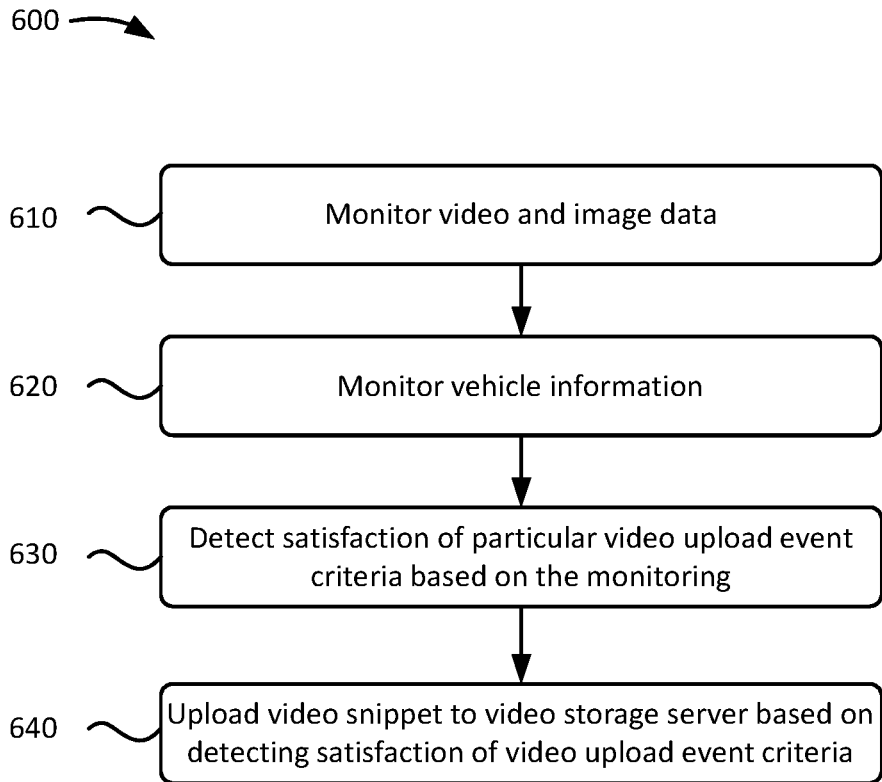 600
610
Monitor video and image data
620
Monitor vehicle information
630
Detect satisfaction of particular video upload event
criteria based on the monitoring
640
Upload video snippet to video storage server based on
detecting satisfaction of video upload event criteria